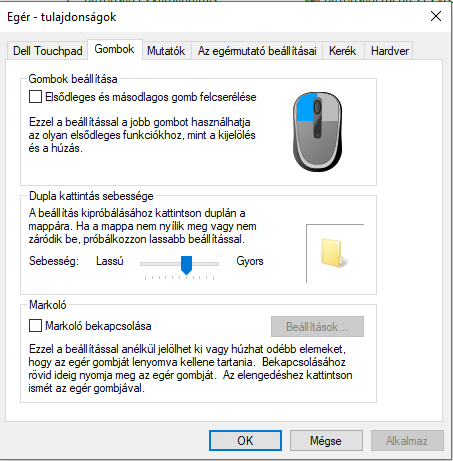 Egér - tulajdonságok
Dell Touchpad Gombok Mutatók Az egérmutató beállításai Kerék Hardver
Gombok beállítása
Elsődleges és másodlagos gomb felcserélése
Ezzel a beállítással a jobb gombot használhatja
az olyan elsődleges funkciókhoz, mint a kijelölés
és a húzás.
Dupla kattintás sebessége
A beállítás kipróbálásához kattintson duplán a
mappára. Ha a mappa nem nyílik meg vagy nem
záródik be, próbálkozzon lassabb beállítással.
Sebesség: Lassú Gyors
Markoló
Markoló bekapcsolása Beállítások...
Ezzel a beállítással anélkül jelölhet ki vagy húzhat odébb elemeket,
hogy az egér gombját lenyomva kellene tartania. Bekapcsolásához
rövid ideig nyomja meg az egér gombját. Az elengedéshez kattintson
ismét az egér gombjával.
OK Mégse Alkalmaz